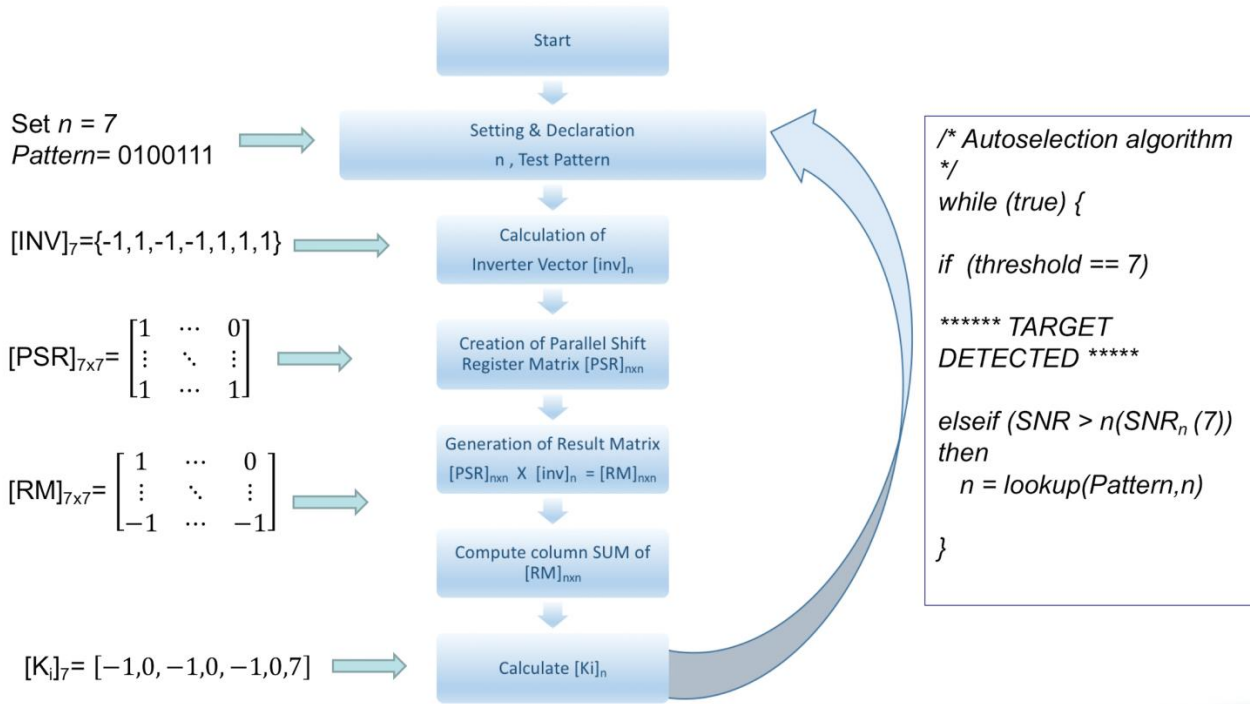 Start
Set n = 7
Pattern= 0100111
Setting & Declaration
n , Test Pattern
[INV]₇={-1,1,-1,-1,1,1,1}
Calculation of
Inverter Vector [inv]ₙ
[PSR]₇ₓ₇=
1 ⋯ 0
⋮ ⋱ ⋮
1 ⋯ 1
Creation of Parallel Shift
Register Matrix [PSR]ₙₓₙ
[RM]₇ₓ₇=
1 ⋯ 0
⋮ ⋱ ⋮
−1 ⋯ −1
Generation of Result Matrix
[PSR]ₙₓₙ X [inv]ₙ = [RM]ₙₓₙ
Compute column SUM of
[RM]ₙₓₙ
[Kᵢ]₇= [−1,0, −1,0, −1,0,7]
Calculate [Ki]ₙ
/* Autoselection algorithm
*/
while (true) {
if (threshold == 7)
****** TARGET
DETECTED *****
elseif (SNR > n(SNRₙ (7))
then
n = lookup(Pattern,n)
}